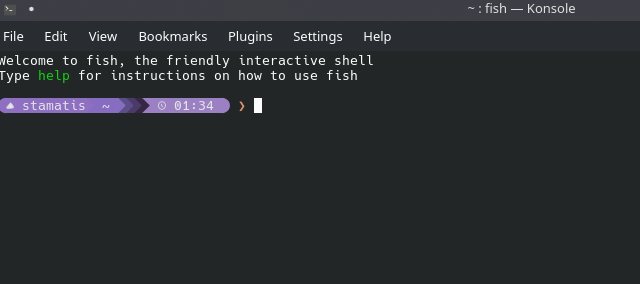 ~ : fish — Konsole
File Edit View Bookmarks Plugins Settings Help
Welcome to fish, the friendly interactive shell
Type help for instructions on how to use fish
stamatis ~ 01:34 ❯